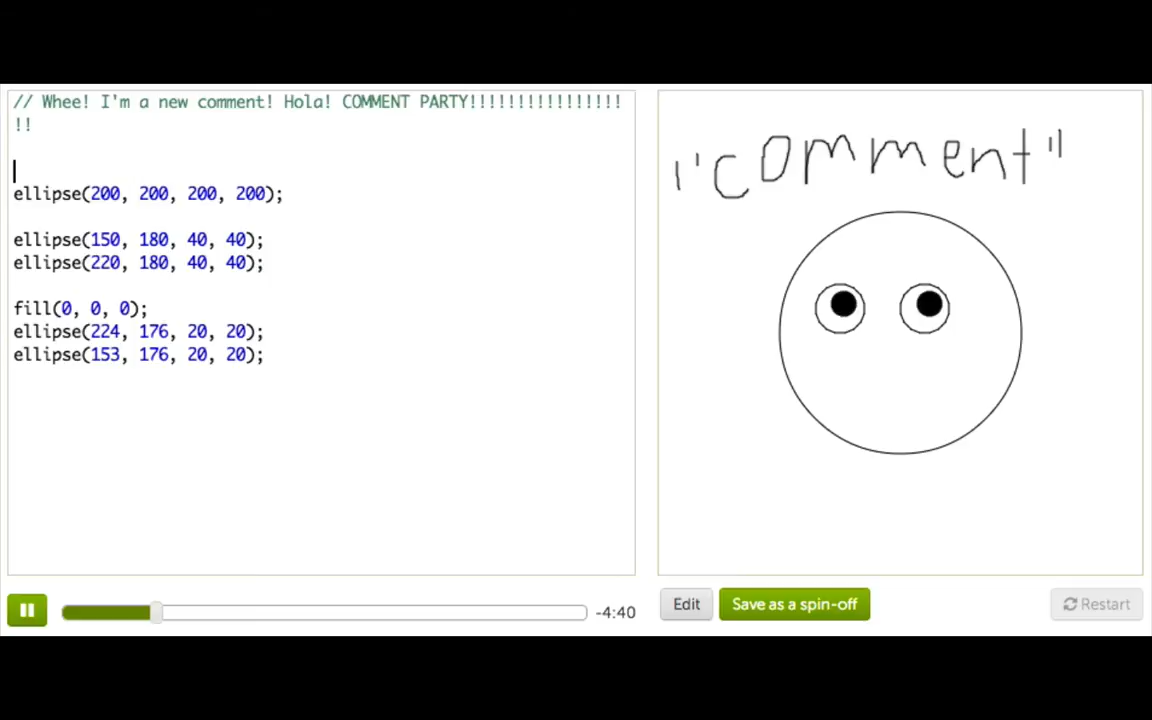 // Whee! I'm a new comment! Hola! COMMENT PARTY!!!!!!!!!!!!!!!!
!!
ellipse(200, 200, 200, 200);
ellipse(150, 180, 40, 40);
ellipse(220, 180, 40, 40);
fill(0, 0, 0);
ellipse(224, 176, 20, 20);
ellipse(153, 176, 20, 20);
"comment"
-4:40
Edit
Save as a spin-off
Restart